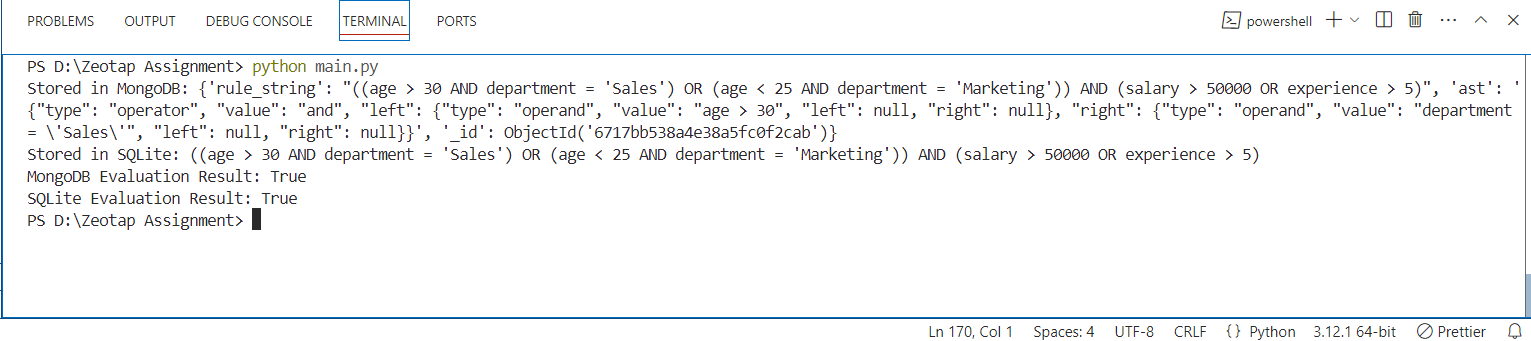 PROBLEMS OUTPUT DEBUG CONSOLE TERMINAL PORTS powershell
PS D:\Zeotap Assignment> python main.py
Stored in MongoDB: {'rule_string': "((age > 30 AND department = 'Sales') OR (age < 25 AND department = 'Marketing')) AND (salary > 50000 OR experience > 5)", 'ast': '
{"type": "operator", "value": "and", "left": {"type": "operand", "value": "age > 30", "left": null, "right": null}, "right": {"type": "operand", "value": "department
= \'Sales\'", "left": null, "right": null}}', '_id': ObjectId('6717bb538a4e38a5fc0f2cab')}
Stored in SQLite: ((age > 30 AND department = 'Sales') OR (age < 25 AND department = 'Marketing')) AND (salary > 50000 OR experience > 5)
MongoDB Evaluation Result: True
SQLite Evaluation Result: True
PS D:\Zeotap Assignment>
Ln 170, Col 1 Spaces: 4 UTF-8 CRLF {} Python 3.12.1 64-bit Prettier